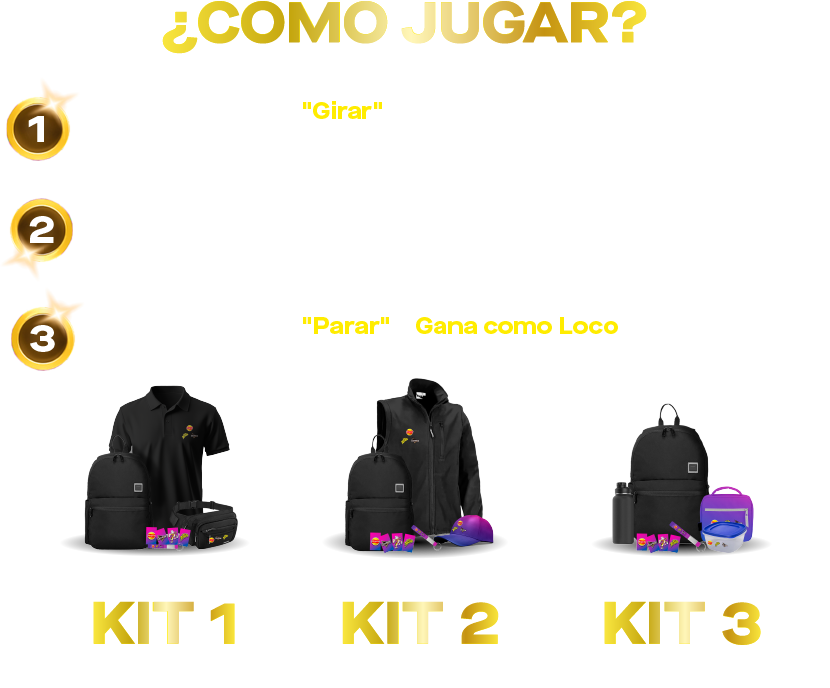 ¿COMO JUGAR?
1
"Girar"
2
3
"Parar" Gana como Loco
KIT 1 KIT 2 KIT 3